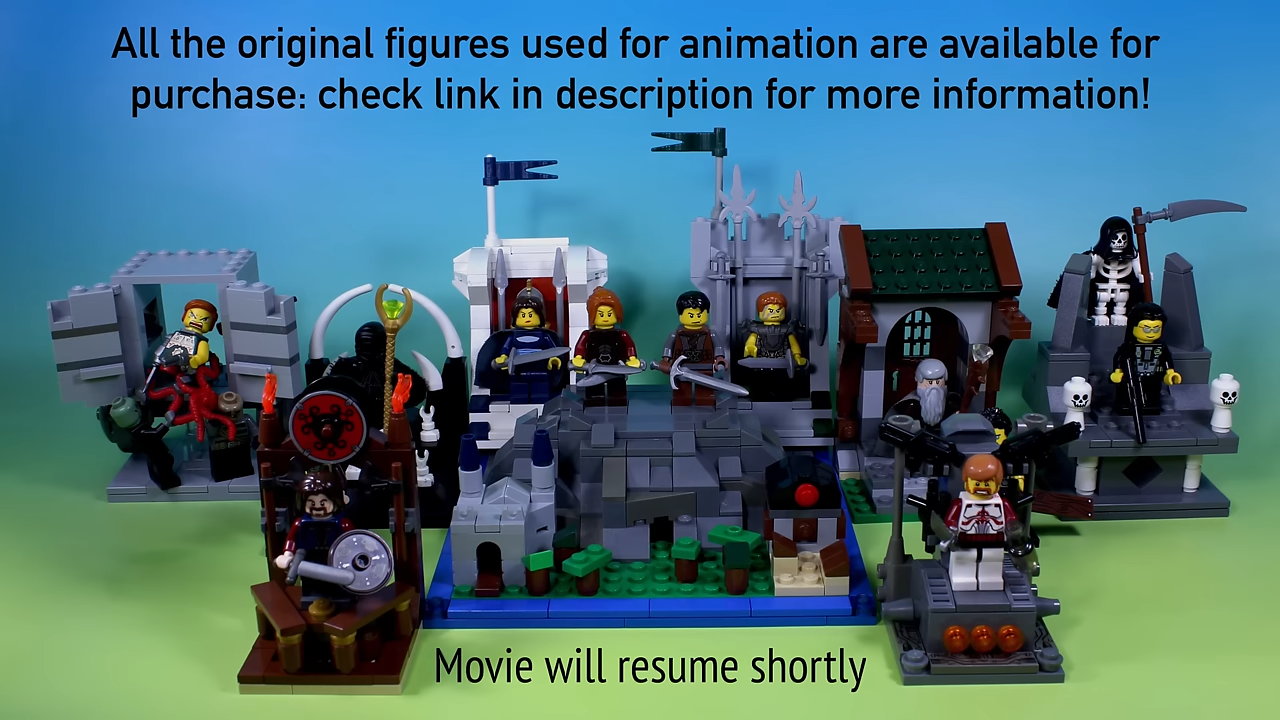 All the original figures used for animation are available for
purchase: check link in description for more information!
Movie will resume shortly